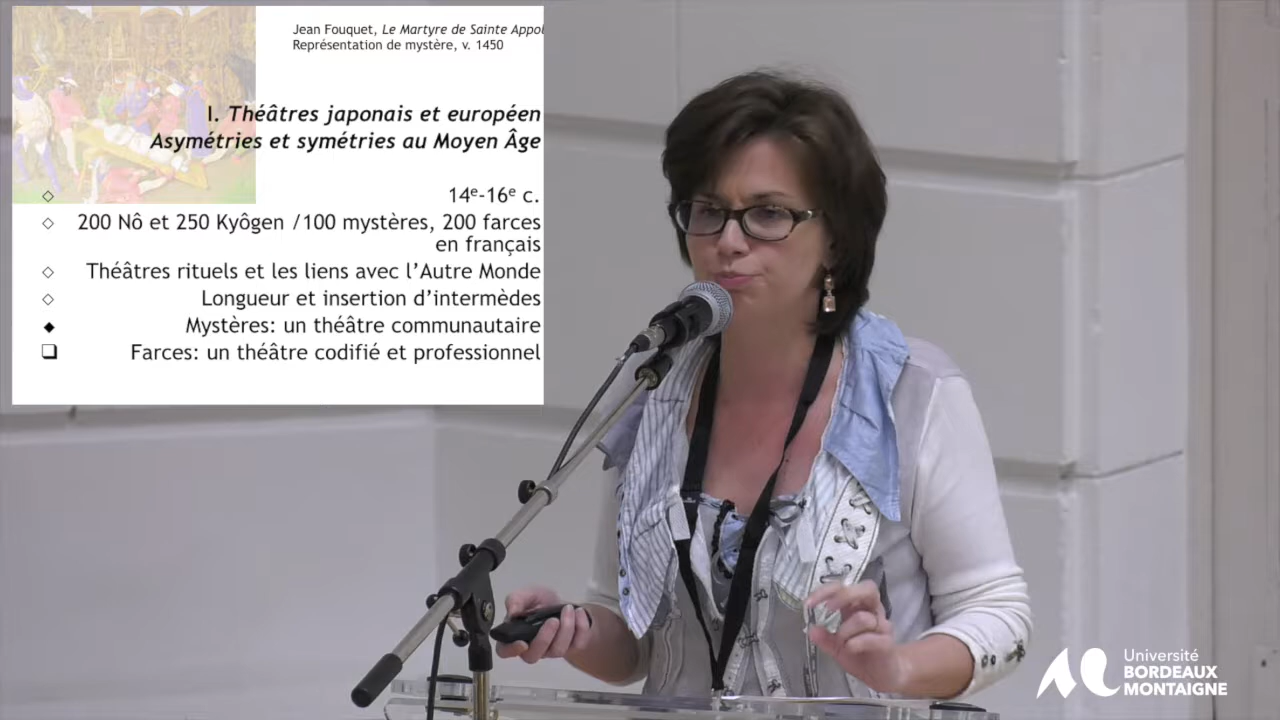 Jean Fouquet, Le Martyre de Sainte Appol
Représentation de mystère, v. 1450
I. Théâtres japonais et européen
Asymétries et symétries au Moyen Âge
14e-16e c.
200 Nô et 250 Kyôgen /100 mystères, 200 farces
en français
Théâtres rituels et les liens avec l'Autre Monde
Longueur et insertion d'intermèdes
Mystères: un théâtre communautaire
Farces: un théâtre codifié et professionnel
Université
BORDEAUX
MONTAIGNE